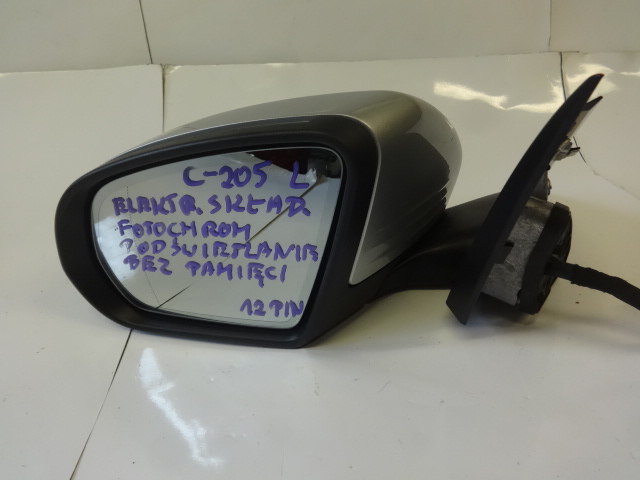 C-205 L
ELEKTR. SKŁAD
FOTOCHROM
PODŚWIETLANIE
BEZ PAMIĘCI
12 PIN